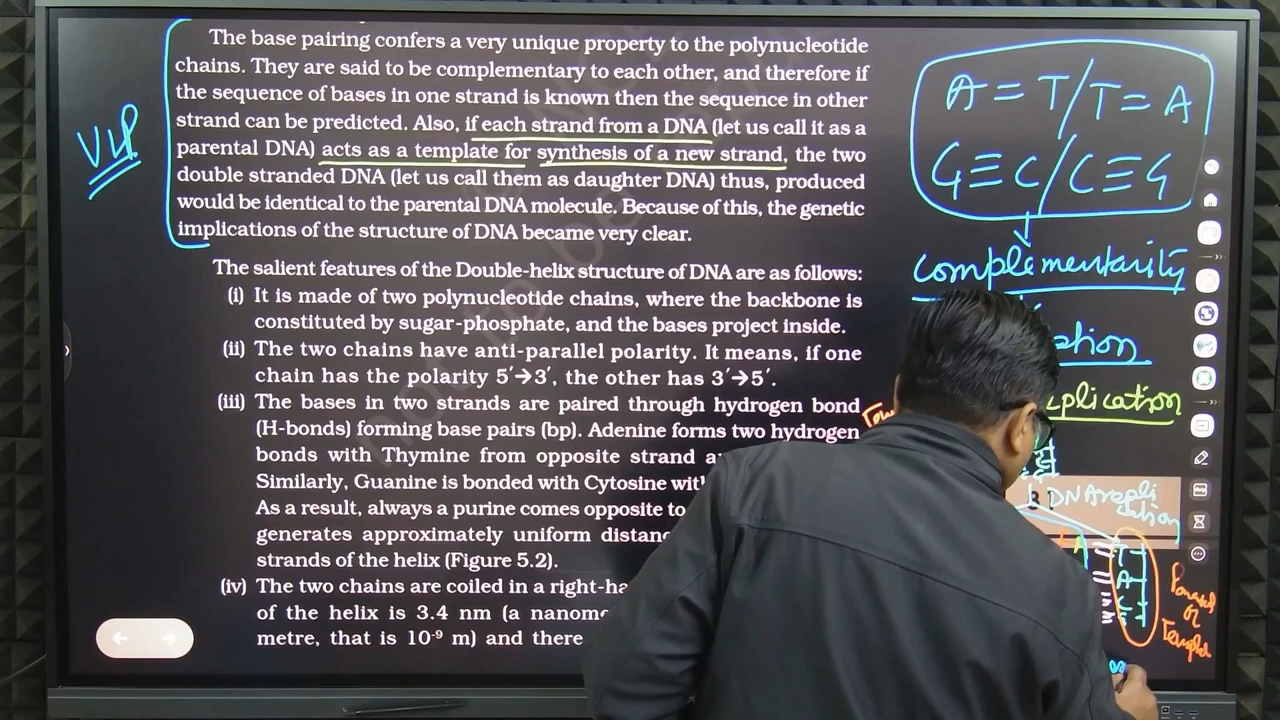 The base pairing confers a very unique property to the polynucleotide
chains. They are said to be complementary to each other, and therefore if
the sequence of bases in one strand is known then the sequence in other
strand can be predicted. Also, if each strand from a DNA (let us call it as a
parental DNA) acts as a template for synthesis of a new strand, the two
double stranded DNA (let us call them as daughter DNA) thus, produced
would be identical to the parental DNA molecule. Because of this, the genetic
implications of the structure of DNA became very clear.
The salient features of the Double-helix structure of DNA are as follows:
(i) It is made of two polynucleotide chains, where the backbone is
constituted by sugar-phosphate, and the bases project inside.
(ii) The two chains have anti-parallel polarity. It means, if one
chain has the polarity 5′→3′, the other has 3′→5′.
(iii) The bases in two strands are paired through hydrogen bond
(H-bonds) forming base pairs (bp). Adenine forms two hydrogen
bonds with Thymine from opposite strand a
Similarly, Guanine is bonded with Cytosine wit
As a result, always a purine comes opposite to
generates approximately uniform distanc
strands of the helix (Figure 5.2).
(iv) The two chains are coiled in a right-ha
of the helix is 3.4 nm (a nanome
metre, that is 10⁻⁹ m) and there
V.I.P.
A = T / T = A
G ≡ C / C ≡ G
complementarity
ation
plication
DNA repli
cation
T
A
C
or